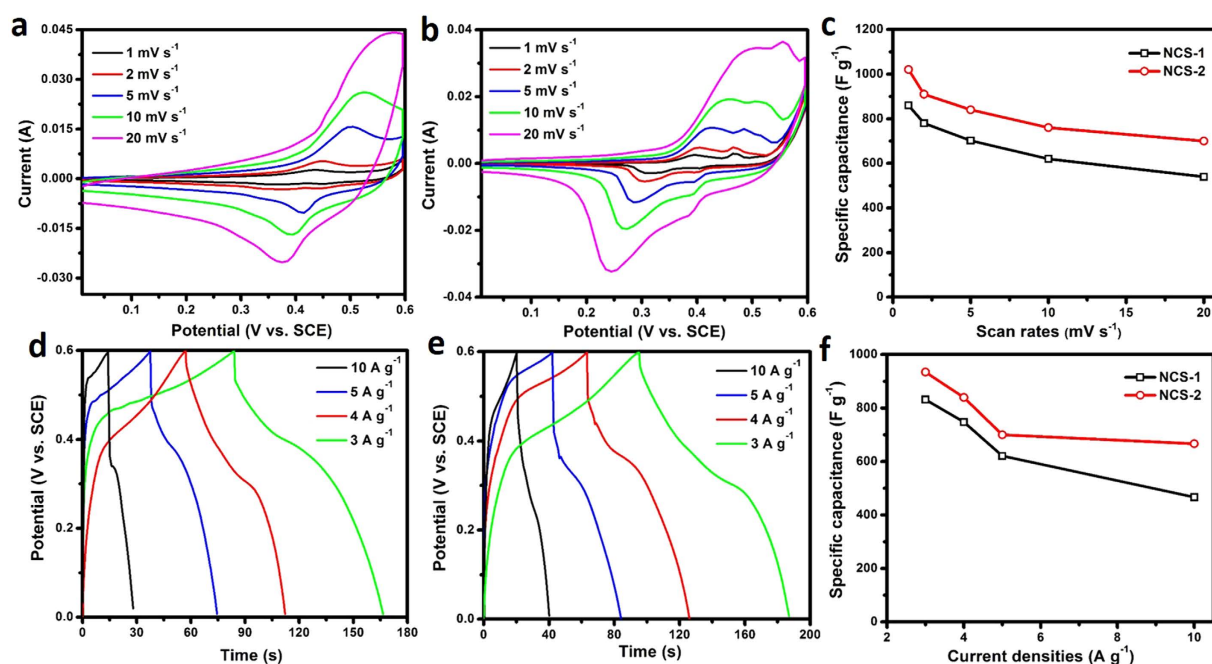 a
0.045
0.030
0.015
0.000
-0.015
-0.030
Current (A)
1 mV s⁻¹
2 mV s⁻¹
5 mV s⁻¹
10 mV s⁻¹
20 mV s⁻¹
0.1 0.2 0.3 0.4 0.5 0.6
Potential (V vs. SCE)
b
0.04
0.02
0.00
-0.02
-0.04
Current (A)
1 mV s⁻¹
2 mV s⁻¹
5 mV s⁻¹
10 mV s⁻¹
20 mV s⁻¹
0.1 0.2 0.3 0.4 0.5 0.6
Potential (V vs. SCE)
c
1200
1000
800
600
400
200
0
Specific capacitance (F g⁻¹)
NCS-1
NCS-2
0 5 10 15 20
Scan rates (mV s⁻¹)
d
0.6
0.4
0.2
0.0
Potential (V vs. SCE)
10 A g⁻¹
5 A g⁻¹
4 A g⁻¹
3 A g⁻¹
0 30 60 90 120 150 180
Time (s)
e
0.6
0.4
0.2
0.0
Potential (V vs. SCE)
10 A g⁻¹
5 A g⁻¹
4 A g⁻¹
3 A g⁻¹
0 40 80 120 160 200
Time (s)
f
1000
800
600
400
200
0
Specific capacitance (F g⁻¹)
NCS-1
NCS-2
2 4 6 8 10
Current densities (A g⁻¹)